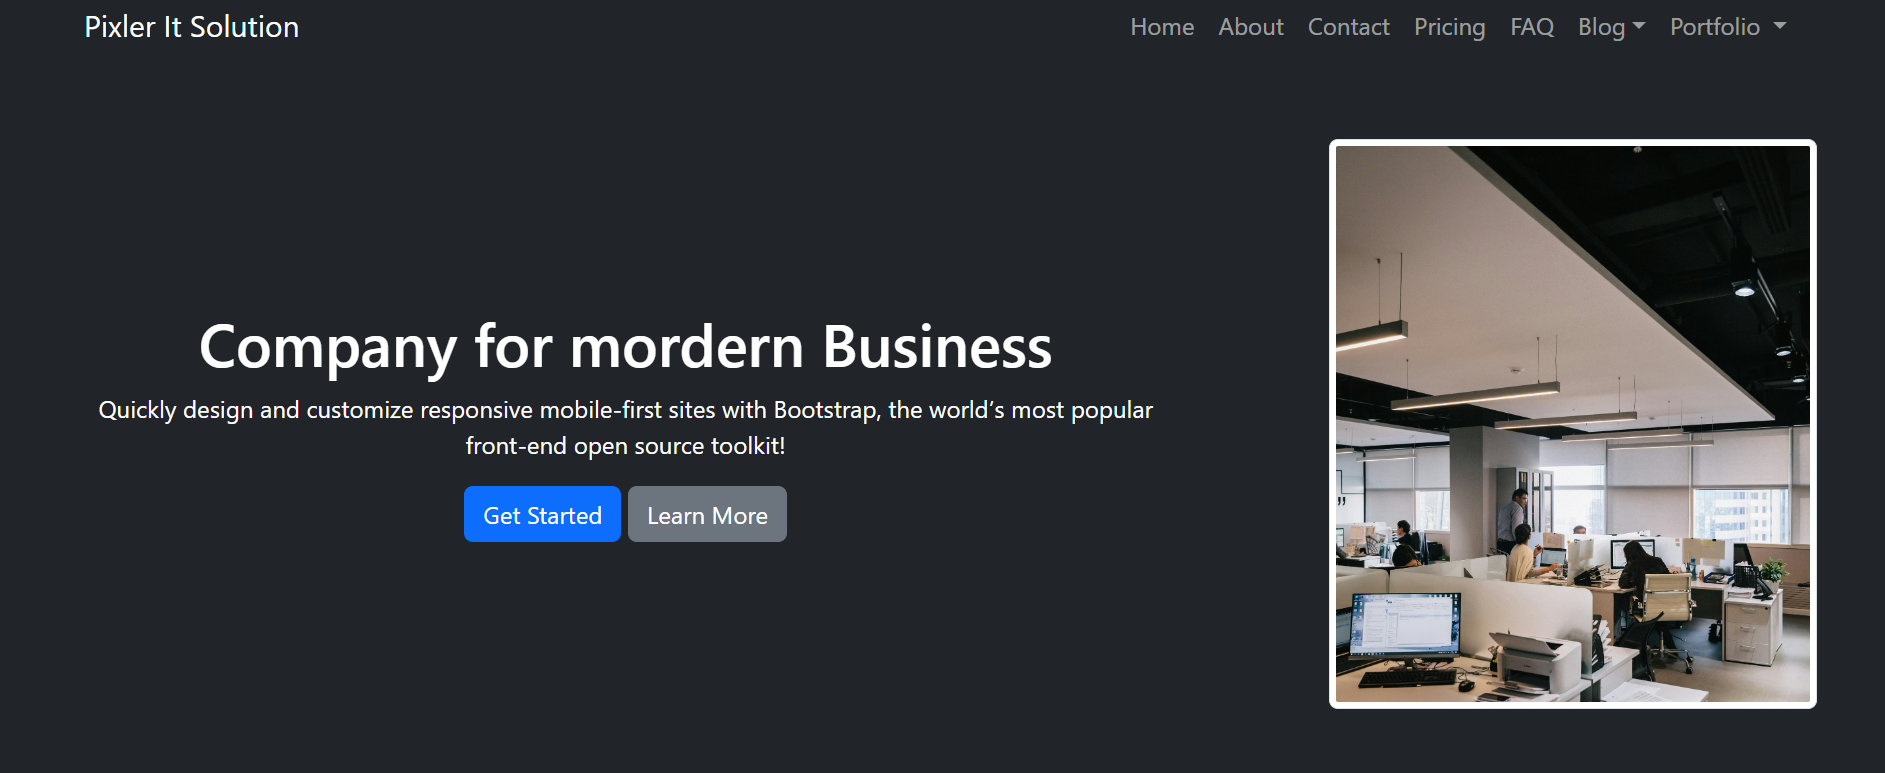 Pixler It Solution
Home About Contact Pricing FAQ Blog Portfolio
Company for mordern Business
Quickly design and customize responsive mobile-first sites with Bootstrap, the world’s most popular
front-end open source toolkit!
Get Started Learn More